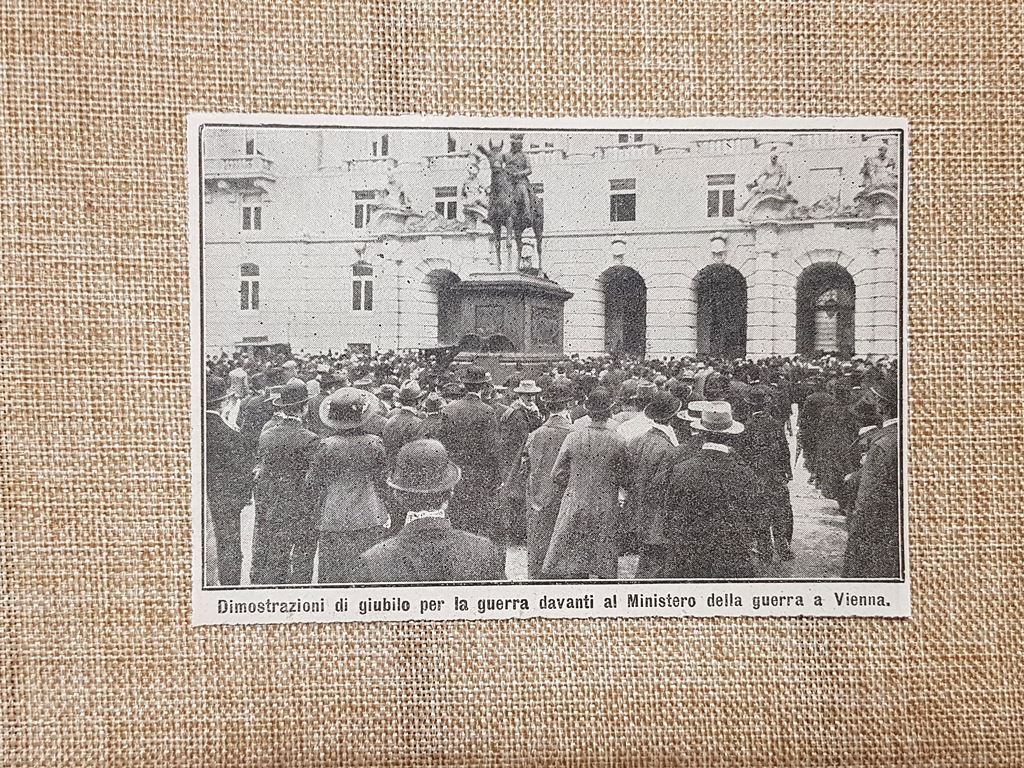 Dimostrazioni di giubilo per la guerra davanti al Ministero della guerra a Vienna.